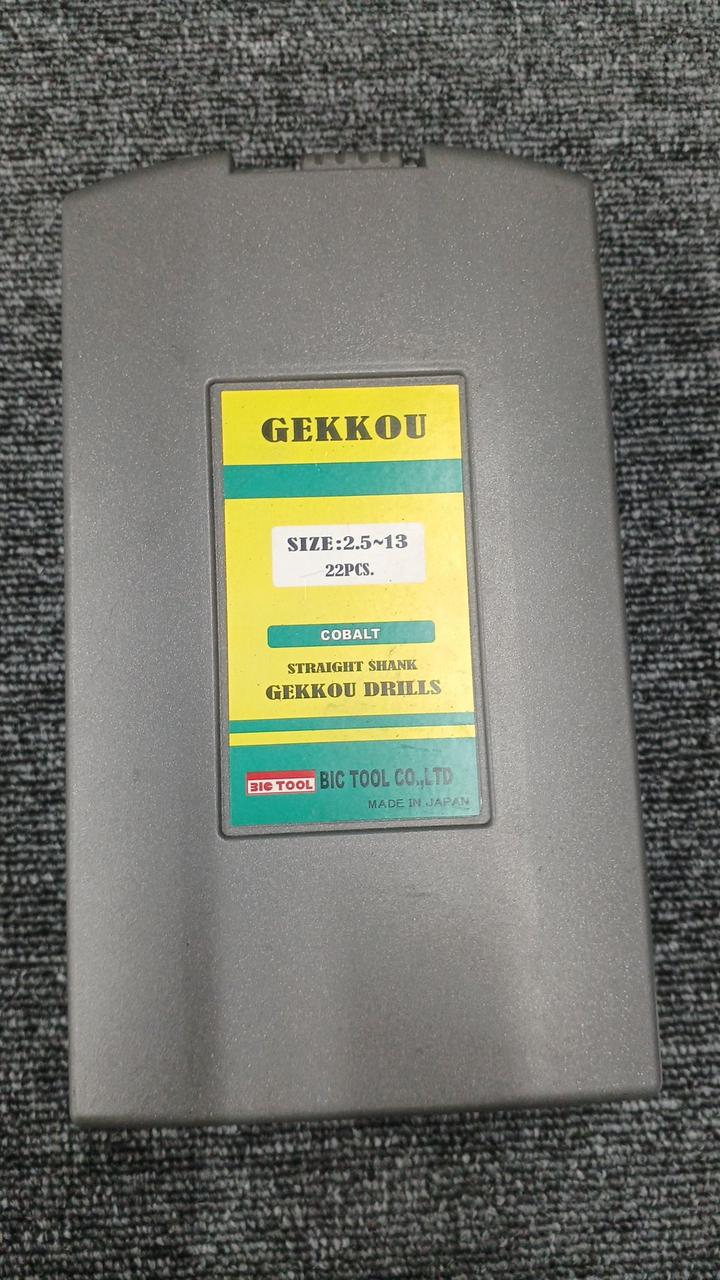 GEKKOU
SIZE:2.5~13
22PCS.
COBALT
STRAIGHT SHANK
GEKKOU DRILLS
BIC TOOL BIC TOOL CO.,LTD
MADE IN JAPAN